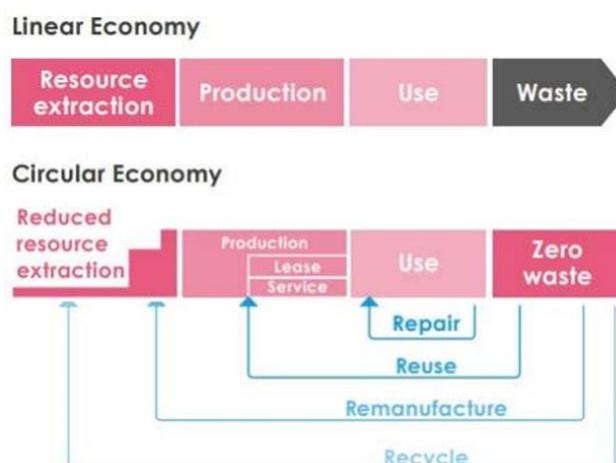 Linear Economy
Resource
extraction
Production
Use
Waste
Circular Economy
Reduced
resource
extraction
Production
Lease
Service
Use
Zero
waste
Repair
Reuse
Remanufacture
Recycle